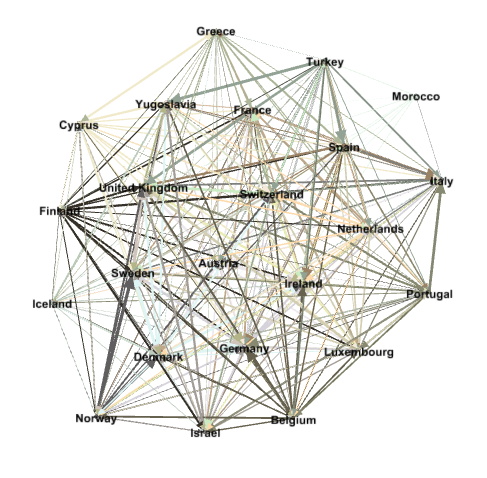 Greece
Turkey
Morocco
Yugoslavia
France
Cyprus
Spain
Italy
United Kingdom
Switzerland
Finland
Netherlands
Austria
Sweden
Ireland
Portugal
Iceland
Germany
Luxembourg
Denmark
Norway
Belgium
Israel